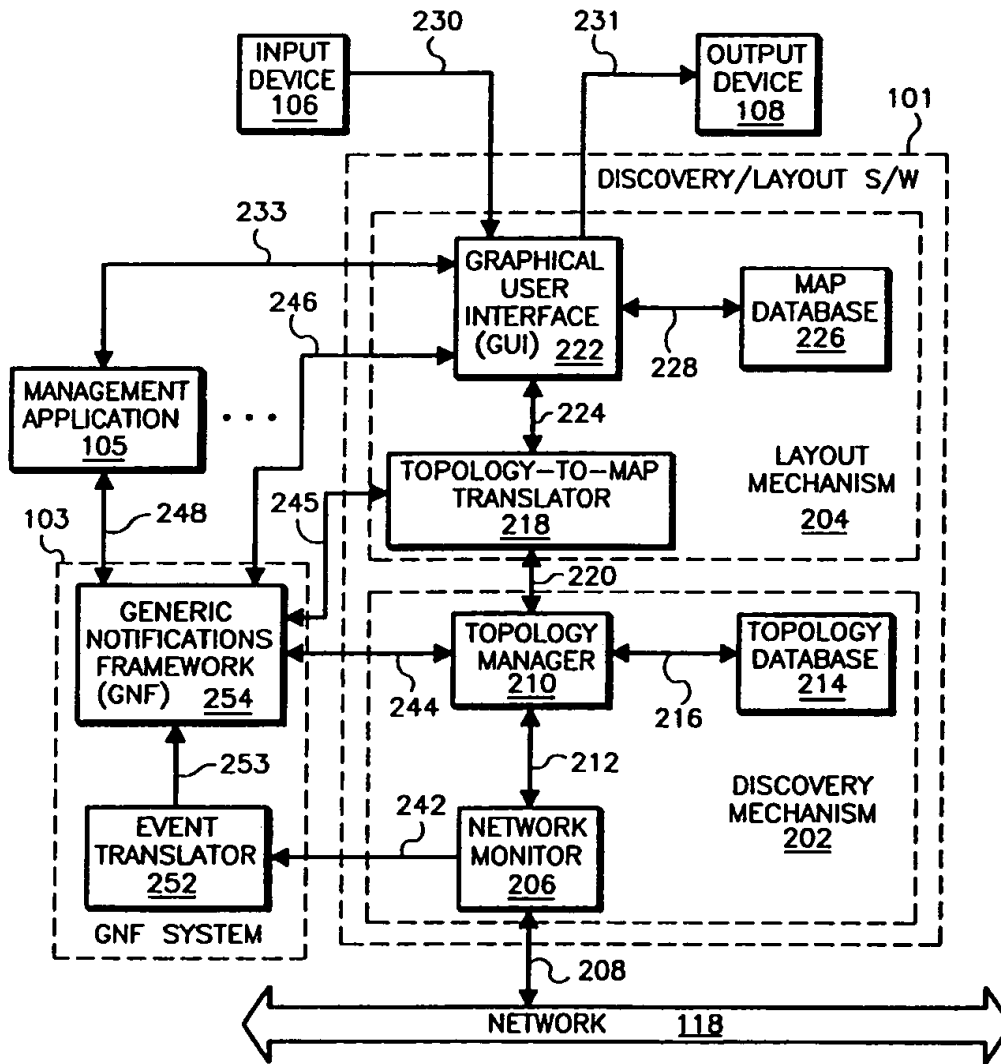 230
231
INPUT
DEVICE
106
OUTPUT
DEVICE
108
101
DISCOVERY/LAYOUT S/W
233
GRAPHICAL
USER
INTERFACE
(GUI) 222
MAP
DATABASE
226
246
228
MANAGEMENT
APPLICATION
105
• • •
224
LAYOUT
MECHANISM
204
TOPOLOGY-TO-MAP
TRANSLATOR
218
248
245
103
220
GENERIC
NOTIFICATIONS
FRAMEWORK
(GNF) 254
TOPOLOGY
MANAGER
210
TOPOLOGY
DATABASE
214
244
216
253
212
DISCOVERY
MECHANISM
202
242
EVENT
TRANSLATOR
252
NETWORK
MONITOR
206
GNF SYSTEM
208
NETWORK 118